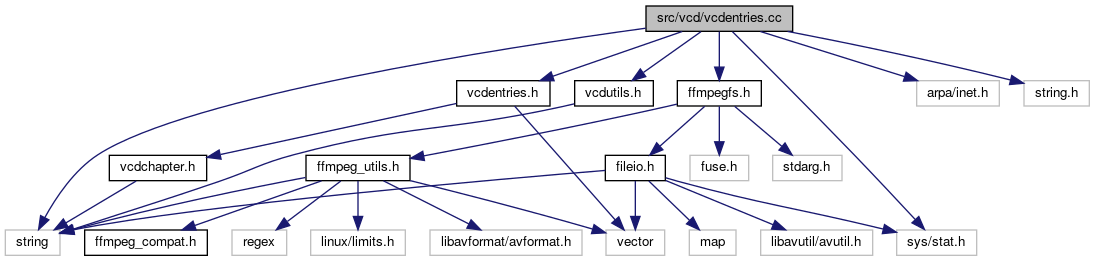 src/vcd/vcdentries.cc
vcdentries.h
vcdutils.h
ffmpegfs.h
arpa/inet.h
string.h
vcdchapter.h
ffmpeg_utils.h
fileio.h
fuse.h
stdarg.h
string
ffmpeg_compat.h
regex
linux/limits.h
libavformat/avformat.h
vector
map
libavutil/avutil.h
sys/stat.h